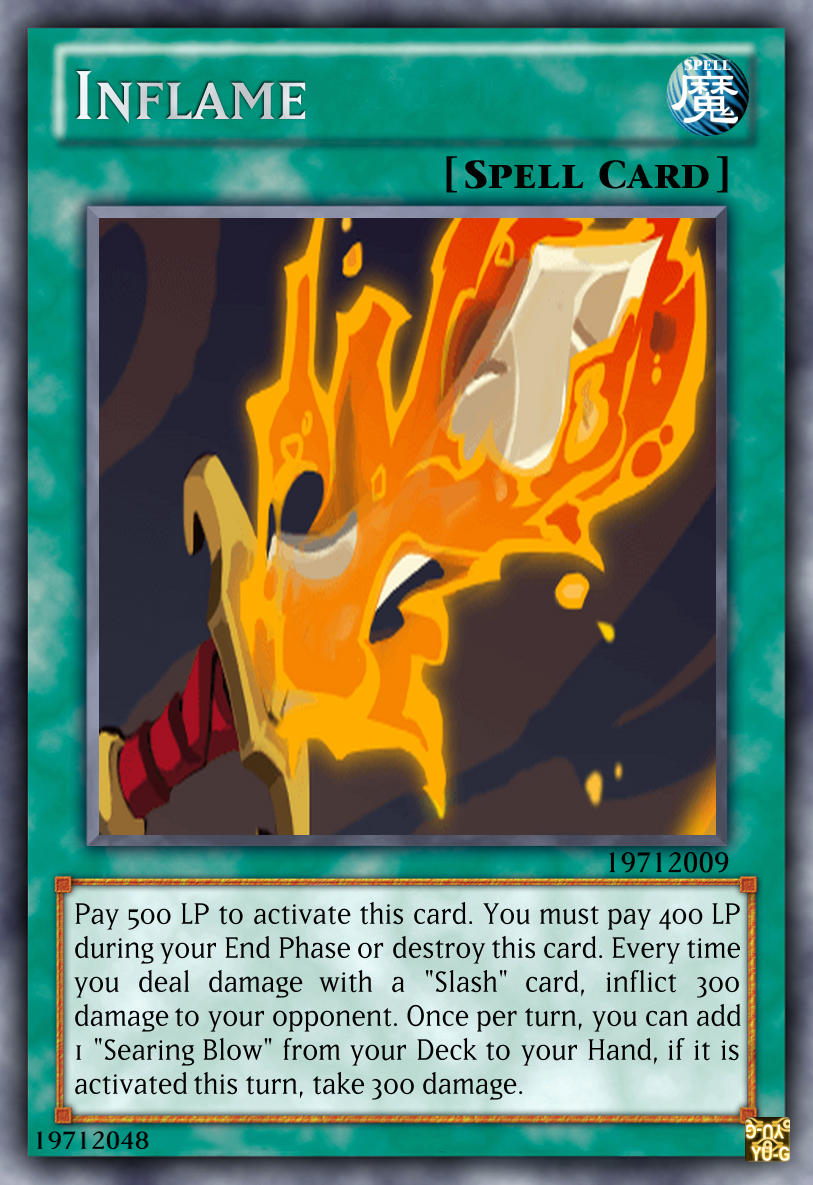 Inflame
SPELL
魔
[Spell Card]
19712009
Pay 500 LP to activate this card. You must pay 400 LP
during your End Phase or destroy this card. Every time
you deal damage with a "Slash" card, inflict 300
damage to your opponent. Once per turn, you can add
1 "Searing Blow" from your Deck to your Hand, if it is
activated this turn, take 300 damage.
19712048